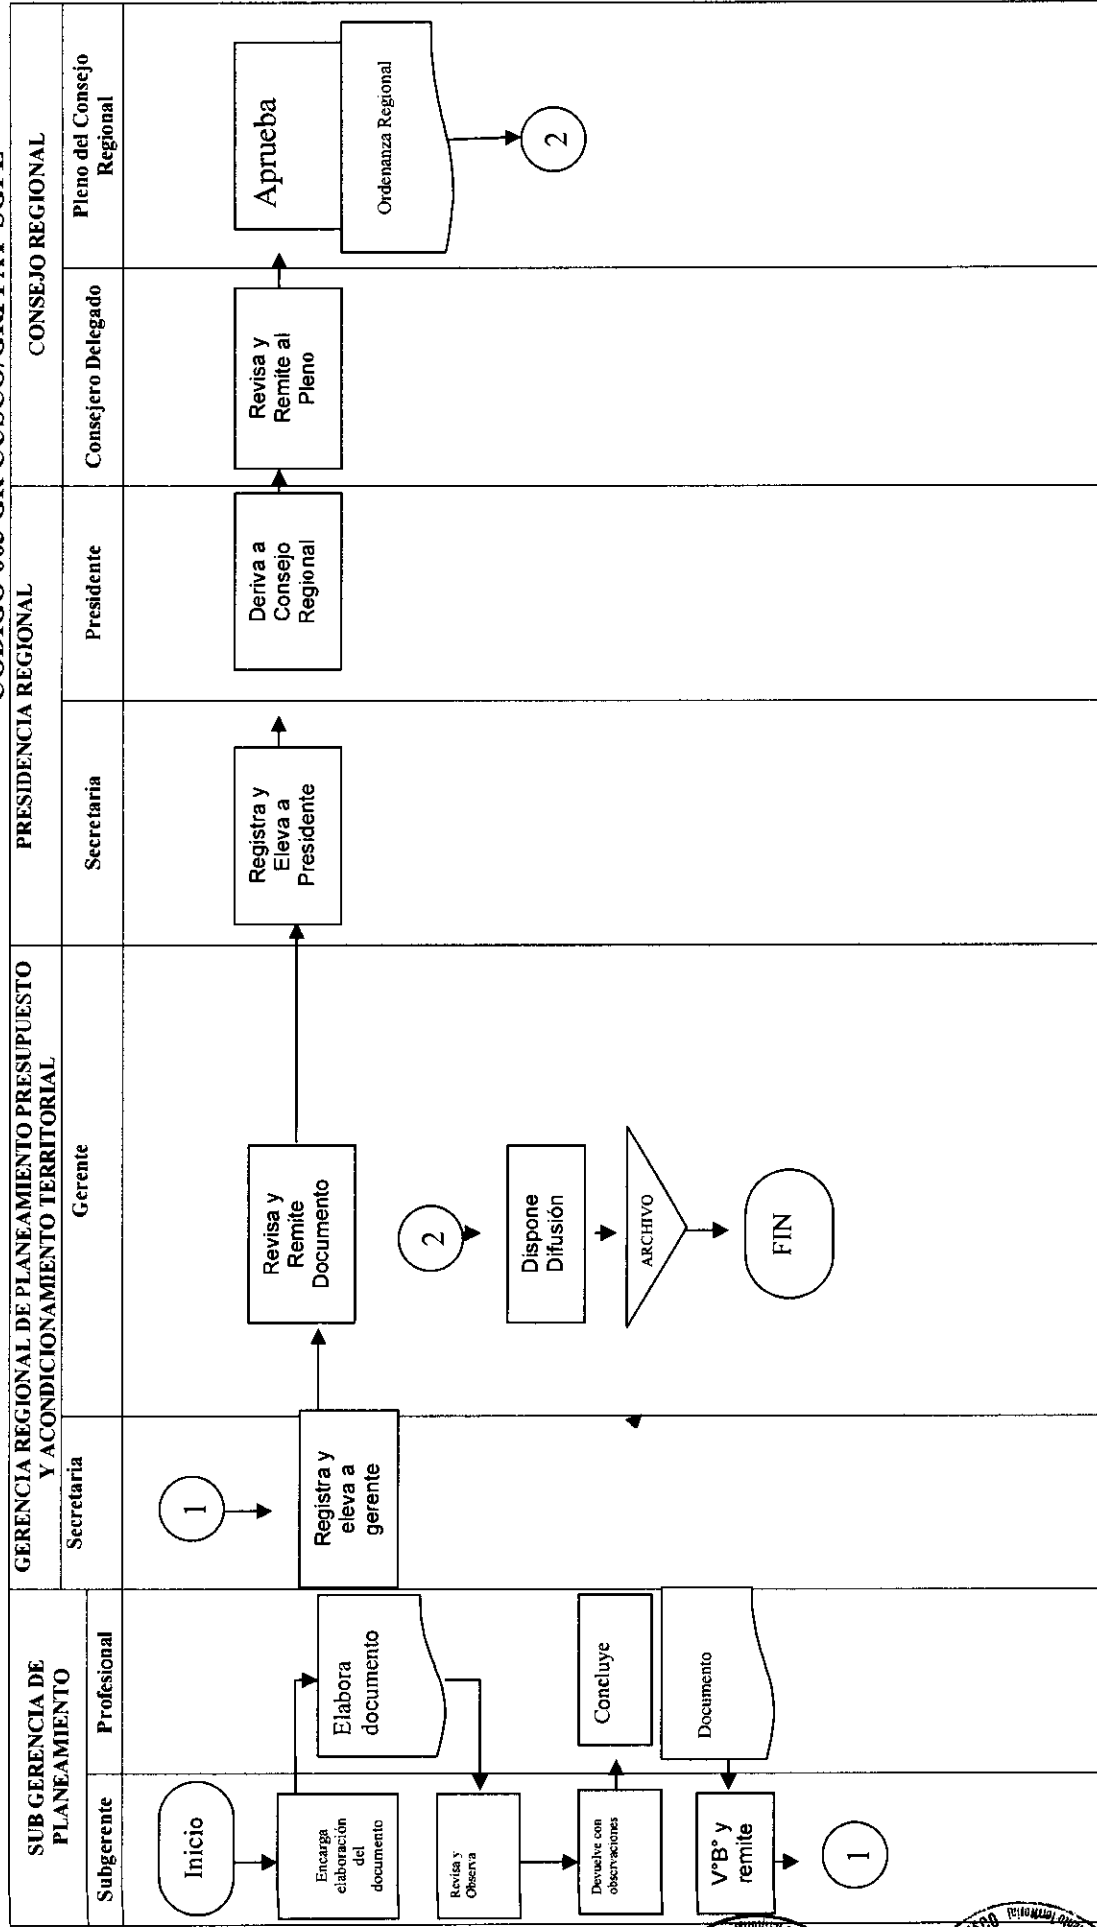 SUB GERENCIA DE
PLANEAMIENTO
GERENCIA REGIONAL DE PLANEAMIENTO PRESUPUESTO
Y ACONDICIONAMIENTO TERRITORIAL
PRESIDENCIA REGIONAL
CONSEJO REGIONAL
Subgerente
Profesional
Secretaria
Gerente
Secretaria
Presidente
Consejero Delegado
Pleno del Consejo
Regional
Inicio
Encarga
elaboración
del
documento
Elabora
documento
Revisa y
Observa
Devuelve con
observaciones
Concluye
Documento
V°B° y
remite
1
1
Registra y
eleva a
gerente
Revisa y
Remite
Documento
Registra y
Eleva a
Presidente
Deriva a
Consejo
Regional
Revisa y
Remite al
Pleno
Aprueba
Ordenanza Regional
2
2
Dispone
Difusión
ARCHIVO
FIN